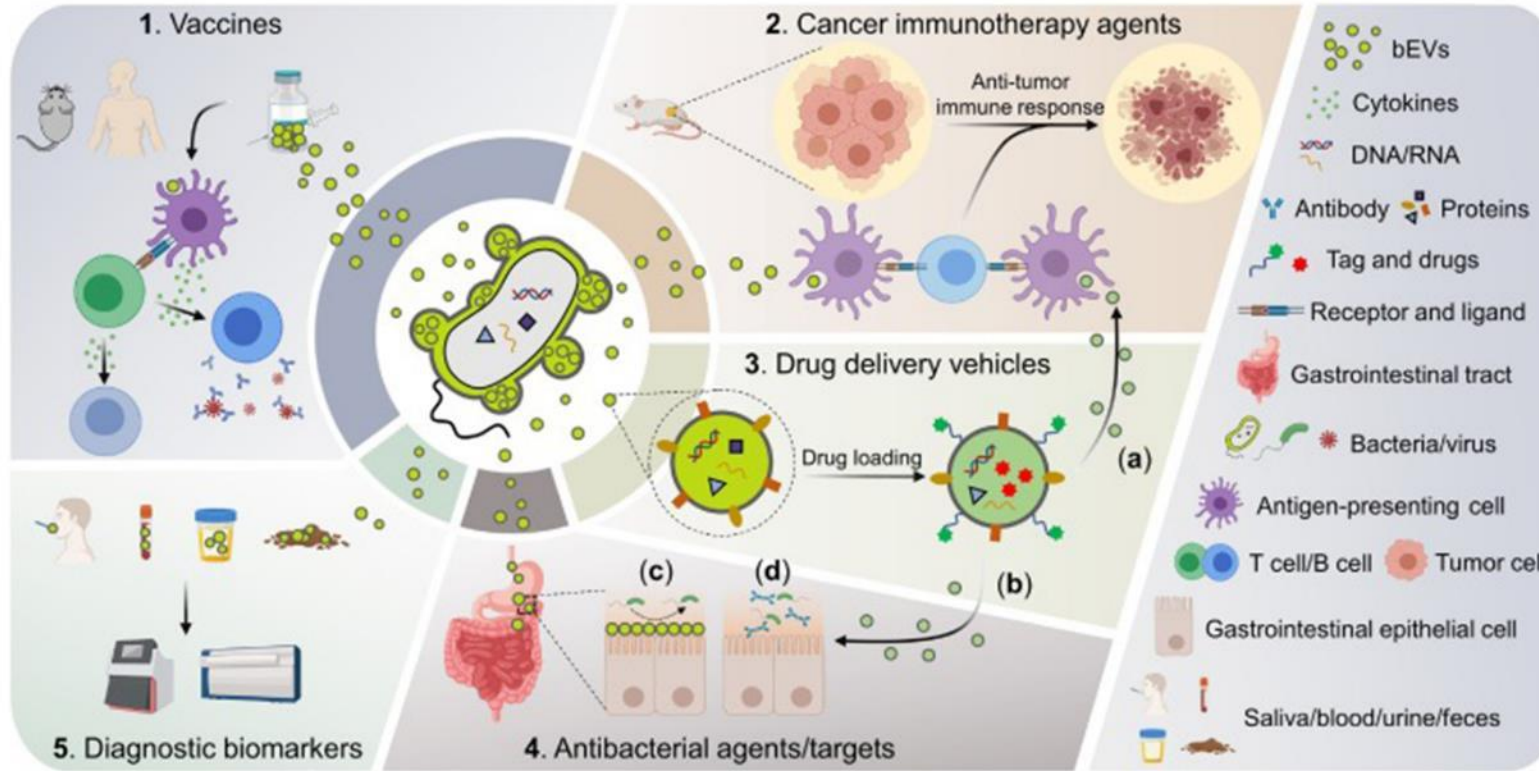 1. Vaccines
2. Cancer immunotherapy agents
Anti-tumor
immune response
3. Drug delivery vehicles
Drug loading
(a)
(b)
(c)
(d)
4. Antibacterial agents/targets
5. Diagnostic biomarkers
bEVs
Cytokines
DNA/RNA
Antibody
Proteins
Tag and drugs
Receptor and ligand
Gastrointestinal tract
Bacteria/virus
Antigen-presenting cell
T cell/B cell
Tumor cel
Gastrointestinal epithelial cell
Saliva/blood/urine/feces